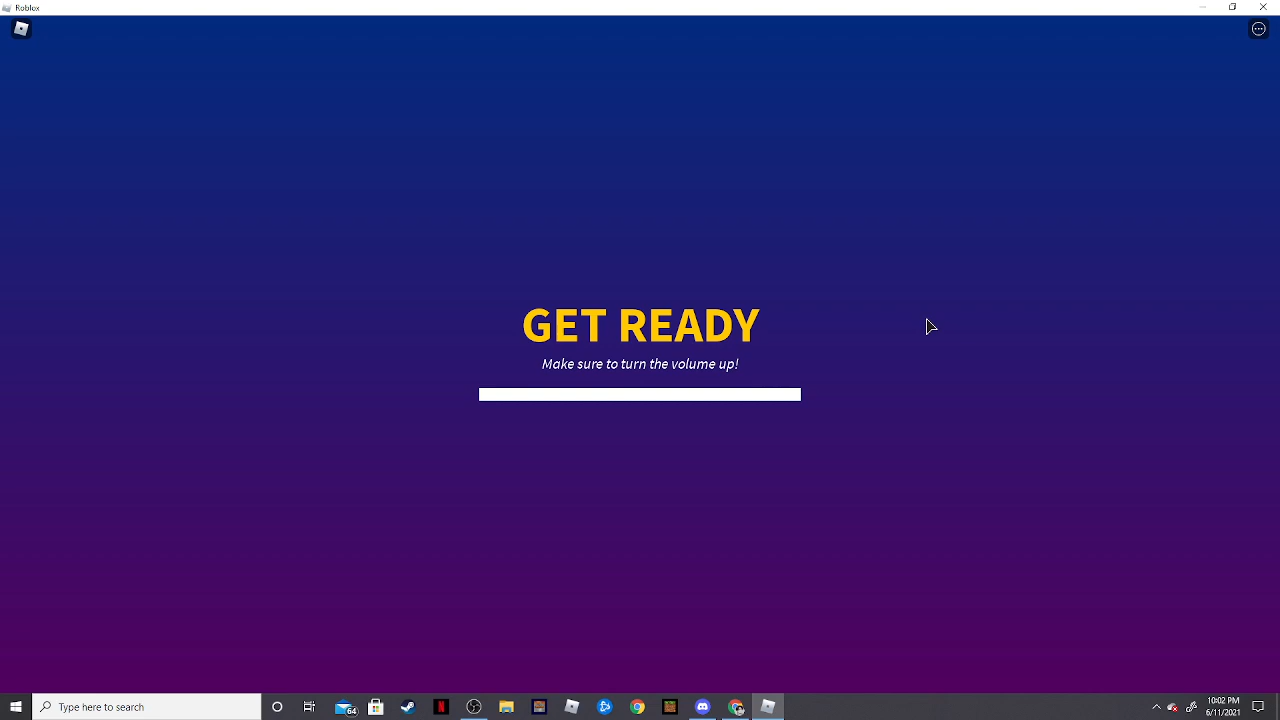 Roblox
GET READY
Make sure to turn the volume up!
Type here to search
64
10:02 PM
6/11/2021